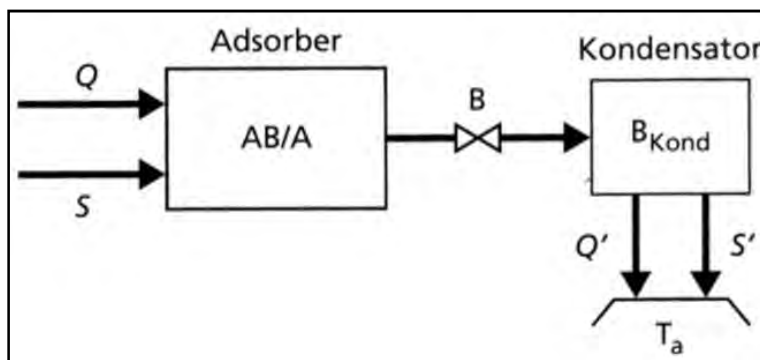 Adsorber
Kondensator
Q
B
AB/A
B_Kond
S
Q'
S'
T_a